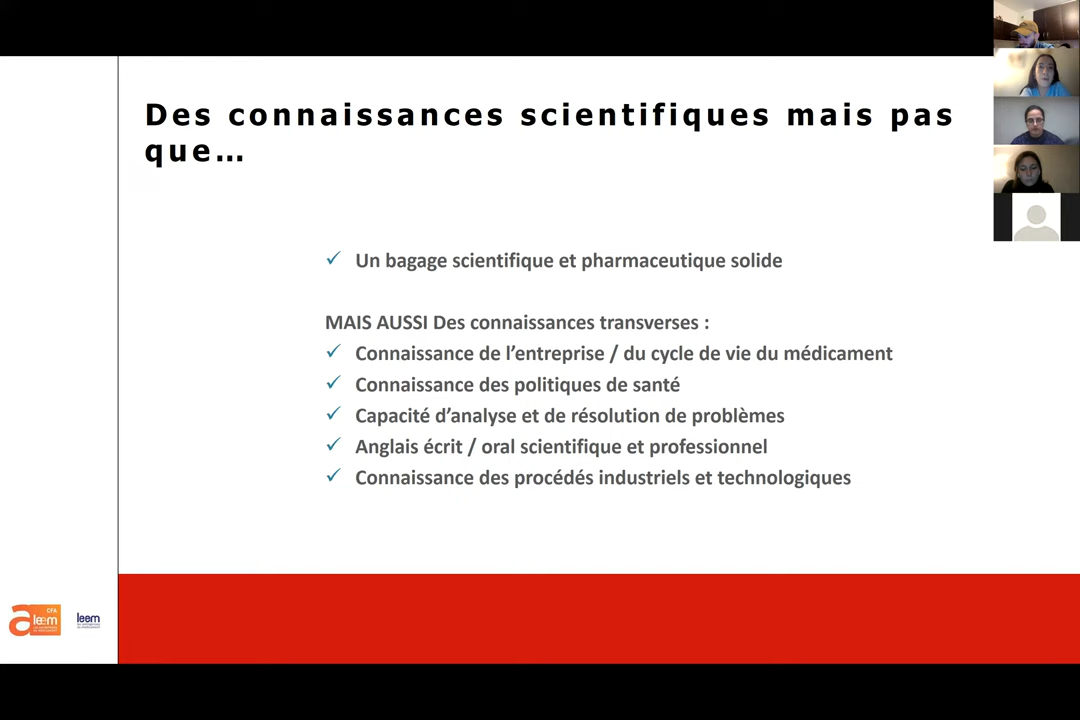 Des connaissances scientifiques mais pas
que…
Un bagage scientifique et pharmaceutique solide
MAIS AUSSI Des connaissances transverses :
Connaissance de l’entreprise / du cycle de vie du médicament
Connaissance des politiques de santé
Capacité d’analyse et de résolution de problèmes
Anglais écrit / oral scientifique et professionnel
Connaissance des procédés industriels et technologiques
CFA
leem
leem